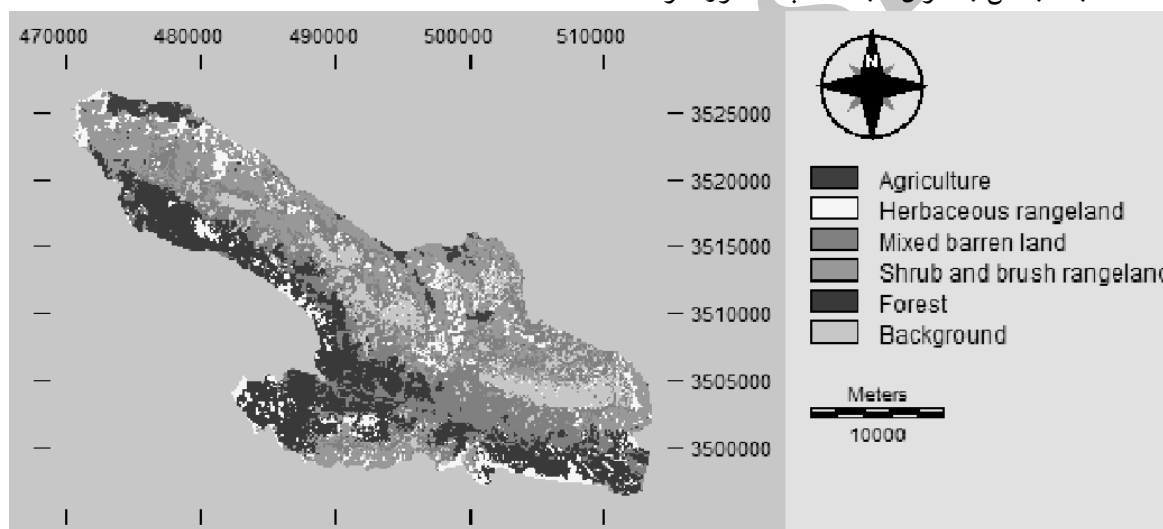 470000 480000 490000 500000 510000
3525000
3520000
3515000
3510000
3505000
3500000
N
Agriculture
Herbaceous rangeland
Mixed barren land
Shrub and brush rangeland
Forest
Background
Meters
10000